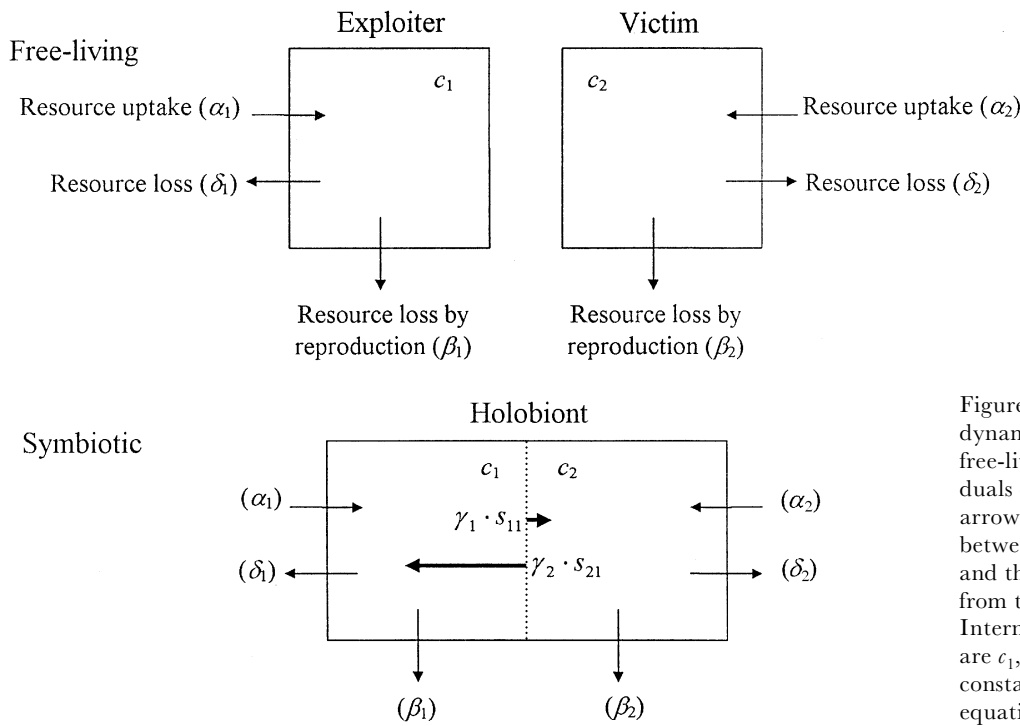 Exploiter
Victim
Free-living
c₁
c₂
Resource uptake (α₁)
Resource uptake (α₂)
Resource loss (δ₁)
Resource loss (δ₂)
Resource loss by
reproduction (β₁)
Resource loss by
reproduction (β₂)
Holobiont
Symbiotic
c₁
c₂
(α₁)
(α₂)
γ₁ · s₁₁
γ₂ · s₂₁
(δ₁)
(δ₂)
(β₁)
(β₂)
Figure
dynam
free-liv
duals
arrow
betwe
and th
from t
Intern
are c₁,
consta
equati